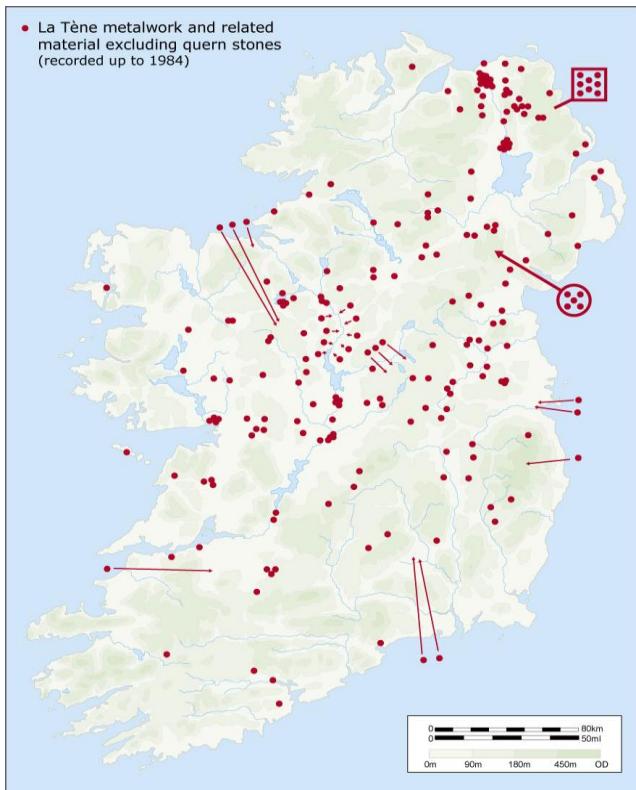 La Tène metalwork and related
material excluding quern stones
(recorded up to 1984)
0 80km
0 50ml
0m 90m 180m 450m OD